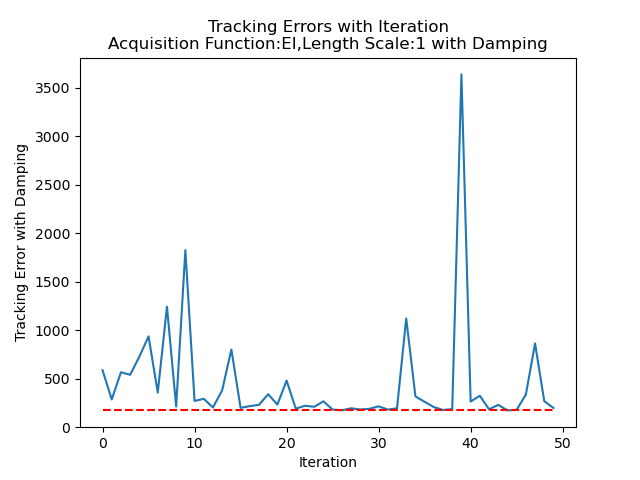 Tracking Errors with Iteration
Acquisition Function:EI,Length Scale:1 with Damping
3500
3000
2500
2000
1500
1000
500
0
Tracking Error with Damping
0 10 20 30 40 50
Iteration